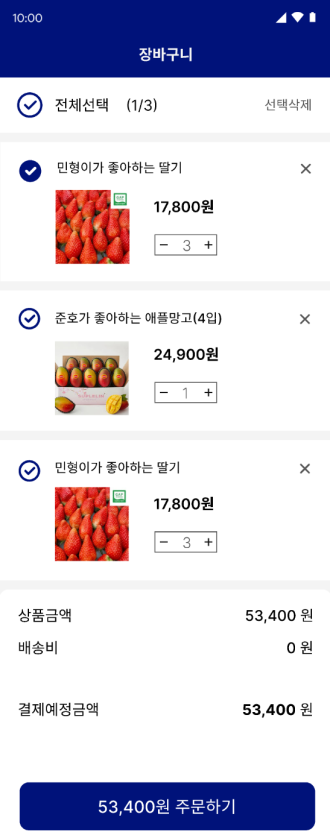 10:00
장바구니
전체선택 (1/3) 선택삭제
민형이가 좋아하는 딸기
17,800원
3
준호가 좋아하는 애플망고(4입)
24,900원
1
민형이가 좋아하는 딸기
17,800원
3
상품금액 53,400 원
배송비 0 원
결제예정금액 53,400 원
53,400원 주문하기